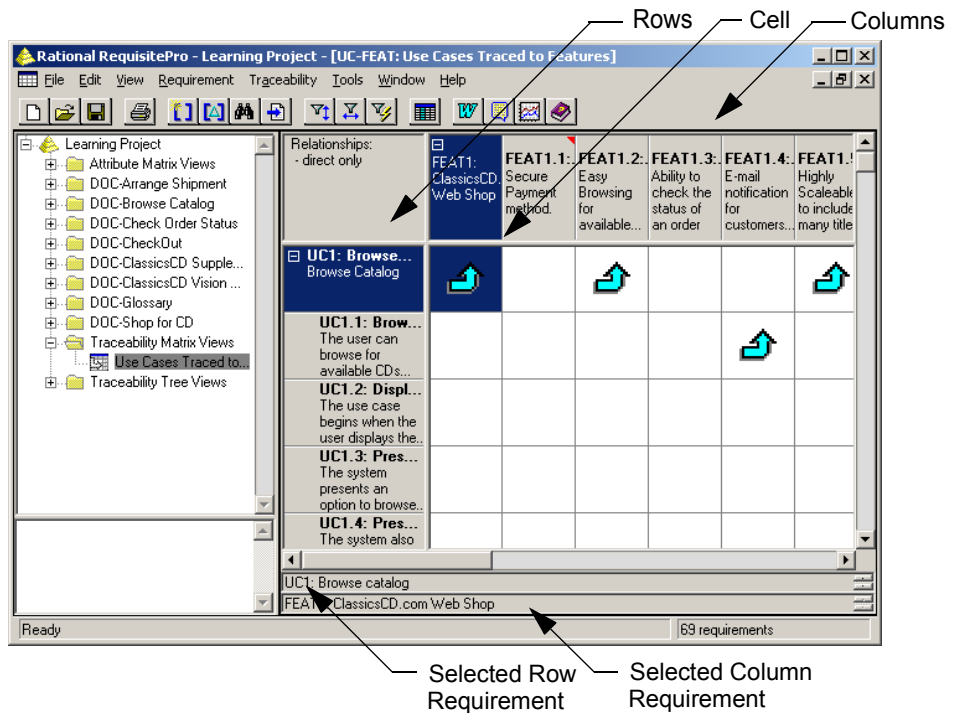 Rows
Cell
Columns
Rational RequisitePro - Learning Project - [UC-FEAT: Use Cases Traced to Features]
File Edit View Requirement Traceability Tools Window Help
Learning Project
Attribute Matrix Views
DOC-Arrange Shipment
DOC-Browse Catalog
DOC-Check Order Status
DOC-CheckOut
DOC-ClassicsCD Supple...
DOC-ClassicsCD Vision ...
DOC-Glossary
DOC-Shop for CD
Traceability Matrix Views
Use Cases Traced to...
Traceability Tree Views
Relationships:
- direct only
FEAT1:
ClassicsCD.
Web Shop
FEAT1.1:.
Secure
Payment
method.
FEAT1.2:.
Easy
Browsing
for
available...
FEAT1.3:.
Ability to
check the
status of
an order
FEAT1.4:.
E-mail
notification
for
customers...
FEAT1.
Highly
Scaleable
to include
many title
UC1: Browse...
Browse Catalog
UC1.1: Brow...
The user can
browse for
available CDs...
UC1.2: Displ...
The use case
begins when the
user displays the..
UC1.3: Pres...
The system
presents an
option to browse..
UC1.4: Pres...
The system also
UC1: Browse catalog
FEAT1: ClassicsCD.com Web Shop
Ready
69 requirements
Selected Row
Requirement
Selected Column
Requirement